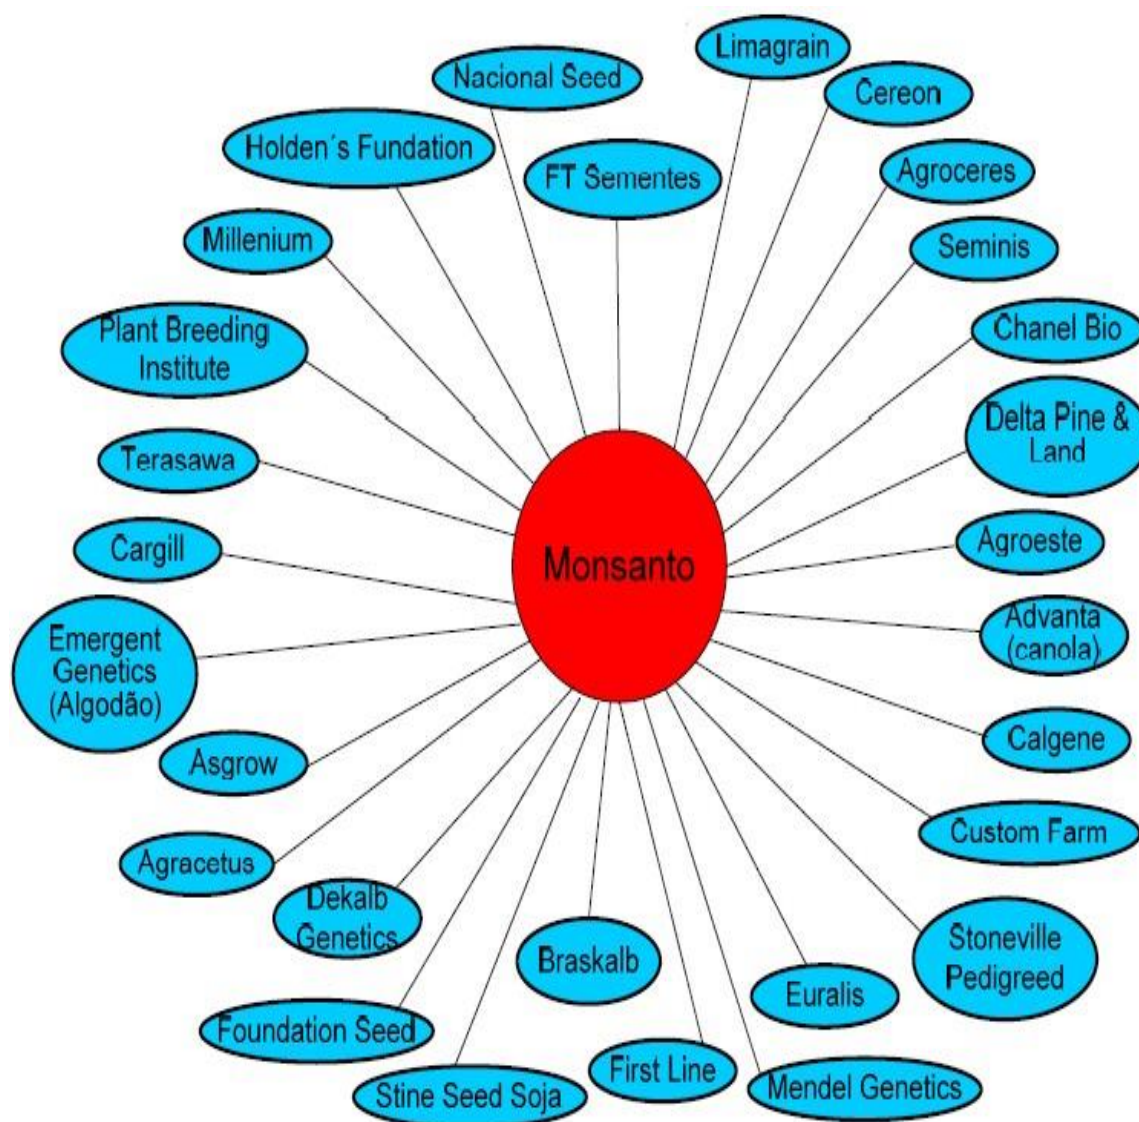 Limagrain
Nacional Seed
Cereon
Holden´s Fundation
FT Sementes
Agroceres
Millenium
Seminis
Plant Breeding
Institute
Chanel Bio
Delta Pine &
Land
Terasawa
Cargill
Monsanto
Agroeste
Emergent
Genetics
(Algodão)
Advanta
(canola)
Asgrow
Calgene
Agracetus
Custom Farm
Dekalb
Genetics
Braskalb
Stoneville
Pedigreed
Euralis
Foundation Seed
First Line
Stine Seed Soja
Mendel Genetics